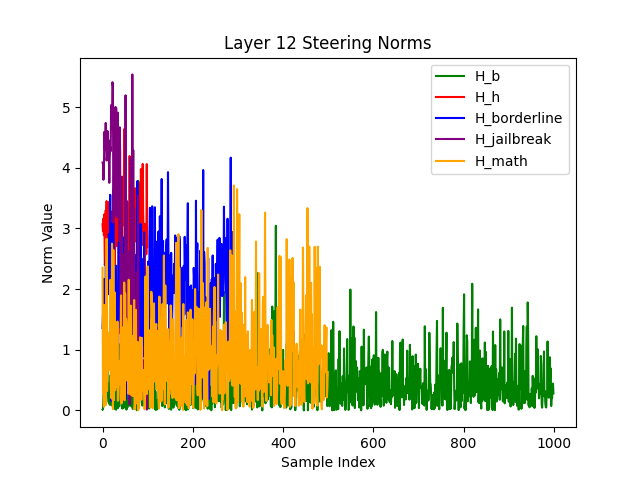 Layer 12 Steering Norms
H_b
H_h
H_borderline
H_jailbreak
H_math
Norm Value
5
4
3
2
1
0
0 200 400 600 800 1000
Sample Index